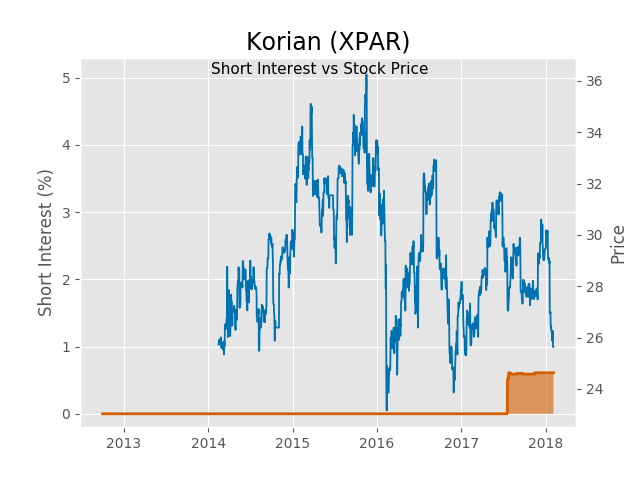 Korian (XPAR)
Short Interest vs Stock Price
Short Interest (%)
5
4
3
2
1
0
36
34
32
30
28
26
24
Price
2013 2014 2015 2016 2017 2018